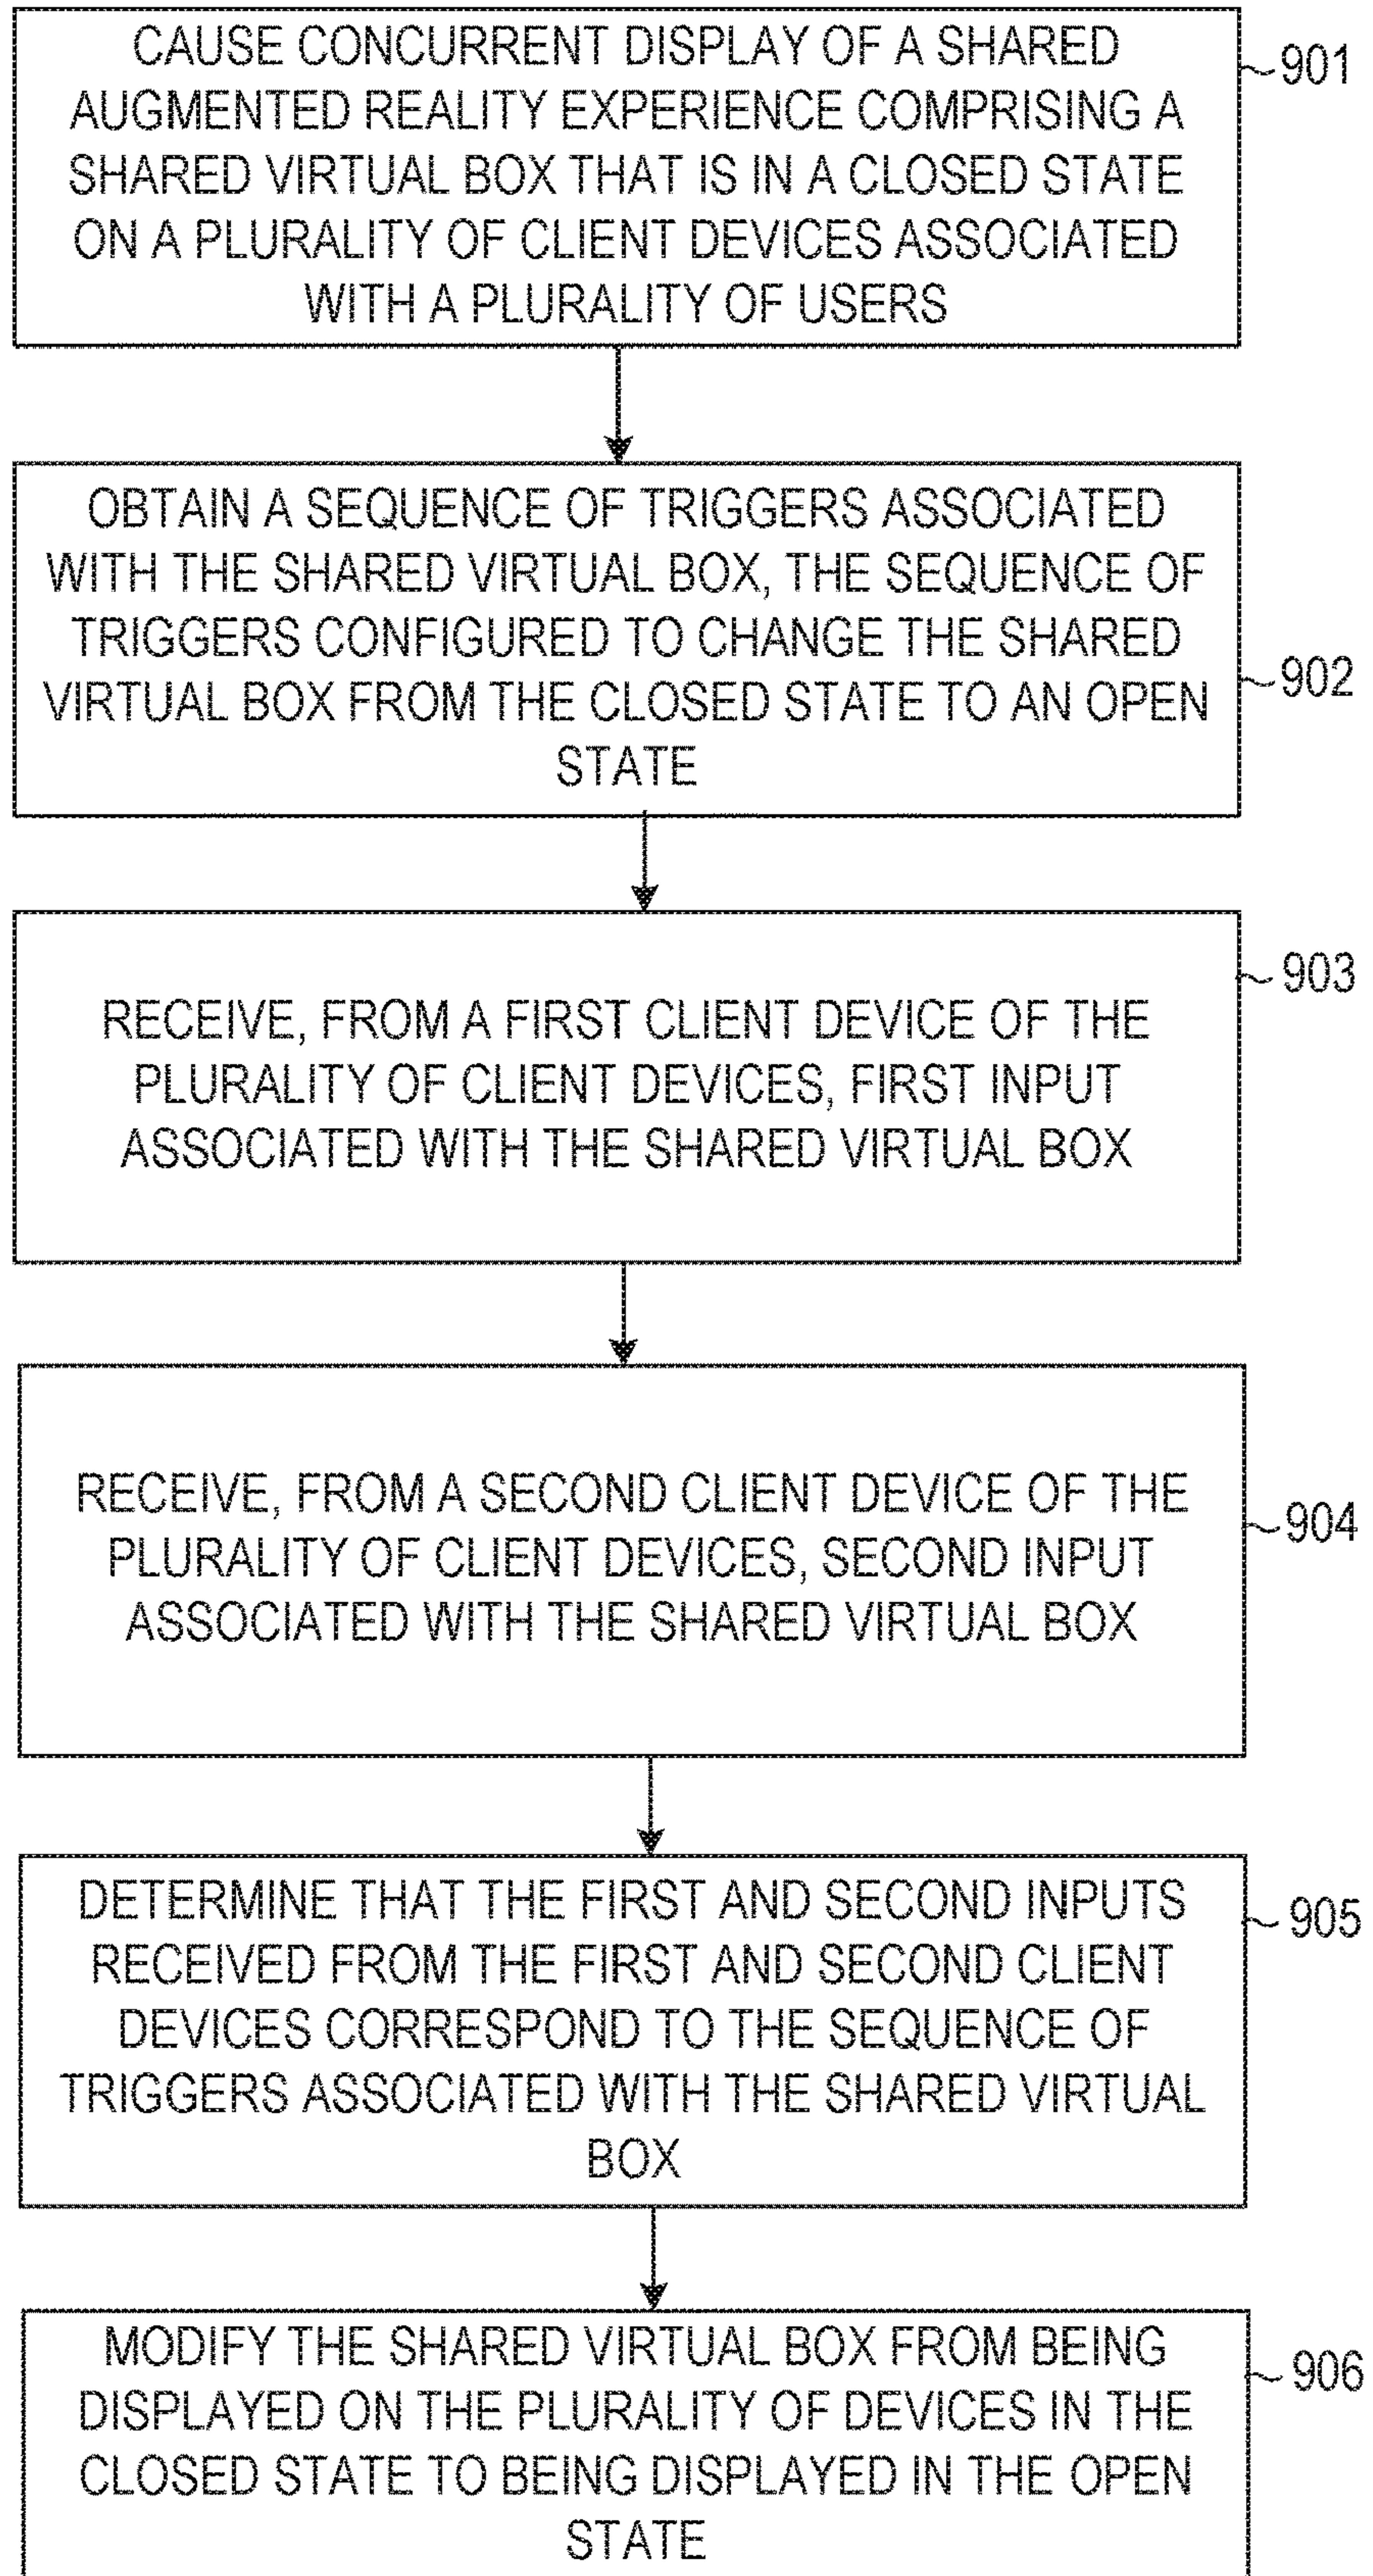 CAUSE CONCURRENT DISPLAY OF A SHARED
AUGMENTED REALITY EXPERIENCE COMPRISING A
SHARED VIRTUAL BOX THAT IS IN A CLOSED STATE
ON A PLURALITY OF CLIENT DEVICES ASSOCIATED
WITH A PLURALITY OF USERS
901
OBTAIN A SEQUENCE OF TRIGGERS ASSOCIATED
WITH THE SHARED VIRTUAL BOX, THE SEQUENCE OF
TRIGGERS CONFIGURED TO CHANGE THE SHARED
VIRTUAL BOX FROM THE CLOSED STATE TO AN OPEN
STATE
902
RECEIVE, FROM A FIRST CLIENT DEVICE OF THE
PLURALITY OF CLIENT DEVICES, FIRST INPUT
ASSOCIATED WITH THE SHARED VIRTUAL BOX
903
RECEIVE, FROM A SECOND CLIENT DEVICE OF THE
PLURALITY OF CLIENT DEVICES, SECOND INPUT
ASSOCIATED WITH THE SHARED VIRTUAL BOX
904
DETERMINE THAT THE FIRST AND SECOND INPUTS
RECEIVED FROM THE FIRST AND SECOND CLIENT
DEVICES CORRESPOND TO THE SEQUENCE OF
TRIGGERS ASSOCIATED WITH THE SHARED VIRTUAL
BOX
905
MODIFY THE SHARED VIRTUAL BOX FROM BEING
DISPLAYED ON THE PLURALITY OF DEVICES IN THE
CLOSED STATE TO BEING DISPLAYED IN THE OPEN
STATE
906